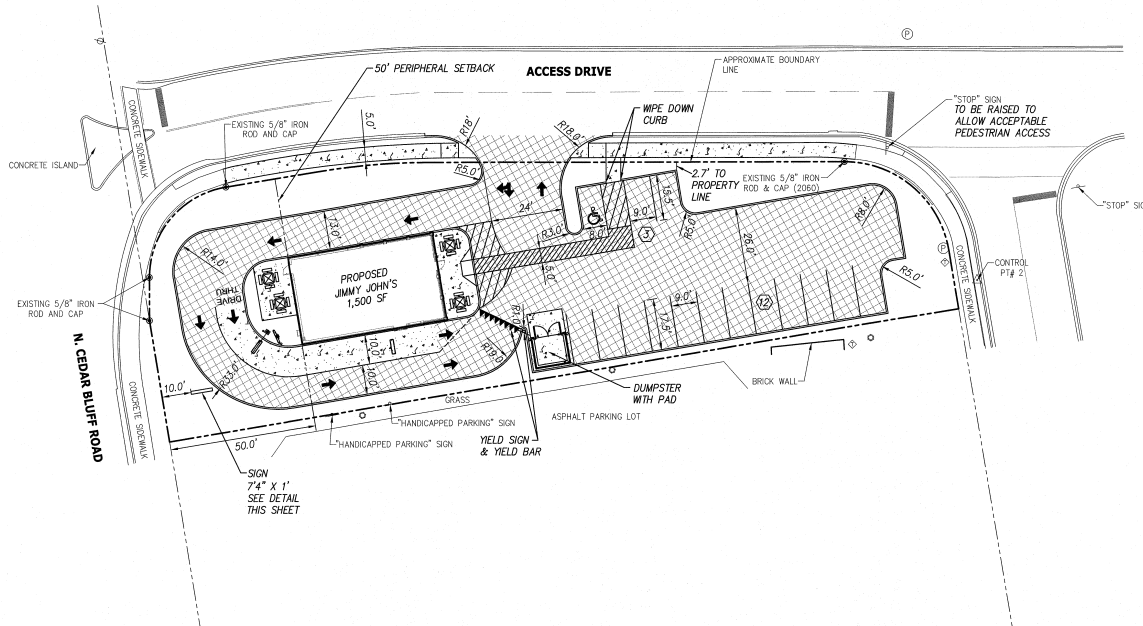 P
APPROXIMATE BOUNDARY
LINE
50' PERIPHERAL SETBACK
ACCESS DRIVE
"STOP" SIGN
TO BE RAISED TO
ALLOW ACCEPTABLE
PEDESTRIAN ACCESS
WIPE DOWN
CURB
CONCRETE SIDEWALK
EXISTING 5/8" IRON
ROD AND CAP
5.0'
R18'
R18.0'
CONCRETE ISLAND
R5.0'
2.7' TO
PROPERTY
LINE
EXISTING 5/8" IRON
ROD & CAP (2060)
"STOP" SI
24'
15.5'
9.0'
R8.0'
13.0'
R3.0'
8.0'
3
R5.0'
26.0'
P
R14.0'
5.0'
R5.0'
CONCRETE SIDEWALK
CONTROL
PT# 2
PROPOSED
JIMMY JOHN'S
1,500 SF
DRIVE
THRU
EXISTING 5/8" IRON
ROD AND CAP
9.0'
12
17.5'
N. CEDAR BLUFF ROAD
R19.0'
10.0'
10.0'
R33.0'
10.0'
BRICK WALL
DUMPSTER
WITH PAD
CONCRETE SIDEWALK
GRASS
ASPHALT PARKING LOT
"HANDICAPPED PARKING" SIGN
"HANDICAPPED PARKING" SIGN
YIELD SIGN
& YIELD BAR
50.0'
SIGN
7'4" X 1'
SEE DETAIL
THIS SHEET